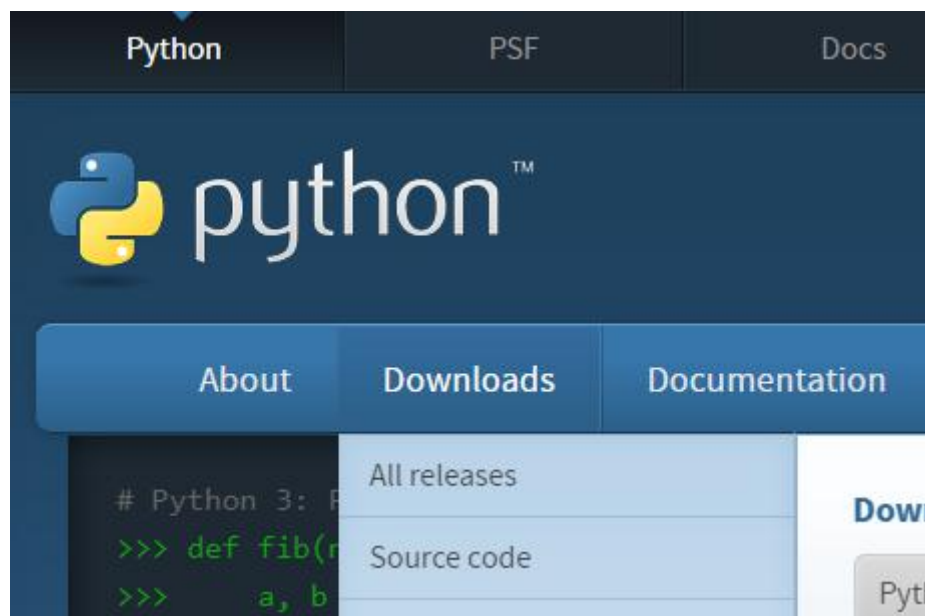 Python PSF Docs
python™
About Downloads Documentation
All releases
# Python 3:
Source code
>>> def fib(
>>> a, b